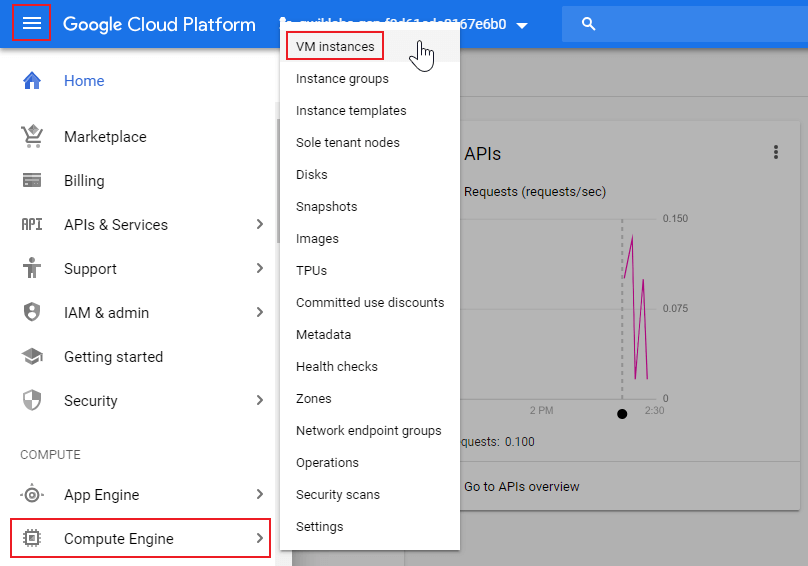 Google Cloud Platform
Home
Marketplace
Billing
API APIs & Services
Support
IAM & admin
Getting started
Security
COMPUTE
App Engine
Compute Engine
VM instances
Instance groups
Instance templates
Sole tenant nodes
Disks
Snapshots
Images
TPUs
Committed use discounts
Metadata
Health checks
Zones
Network endpoint groups
Operations
Security scans
Settings
APIs
Requests (requests/sec)
0.150
0.075
0
2 PM
2:30
quests: 0.100
Go to APIs overview